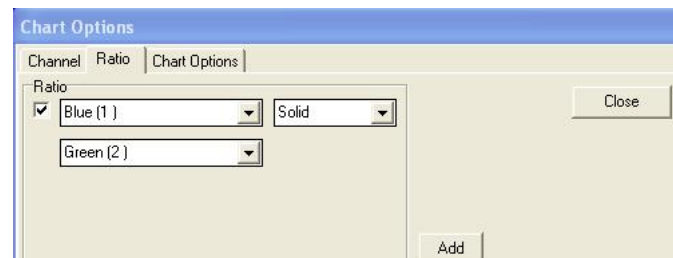 Chart Options
Channel Ratio Chart Options
Ratio
Blue (1 ) Solid Close
Green (2 )
Add